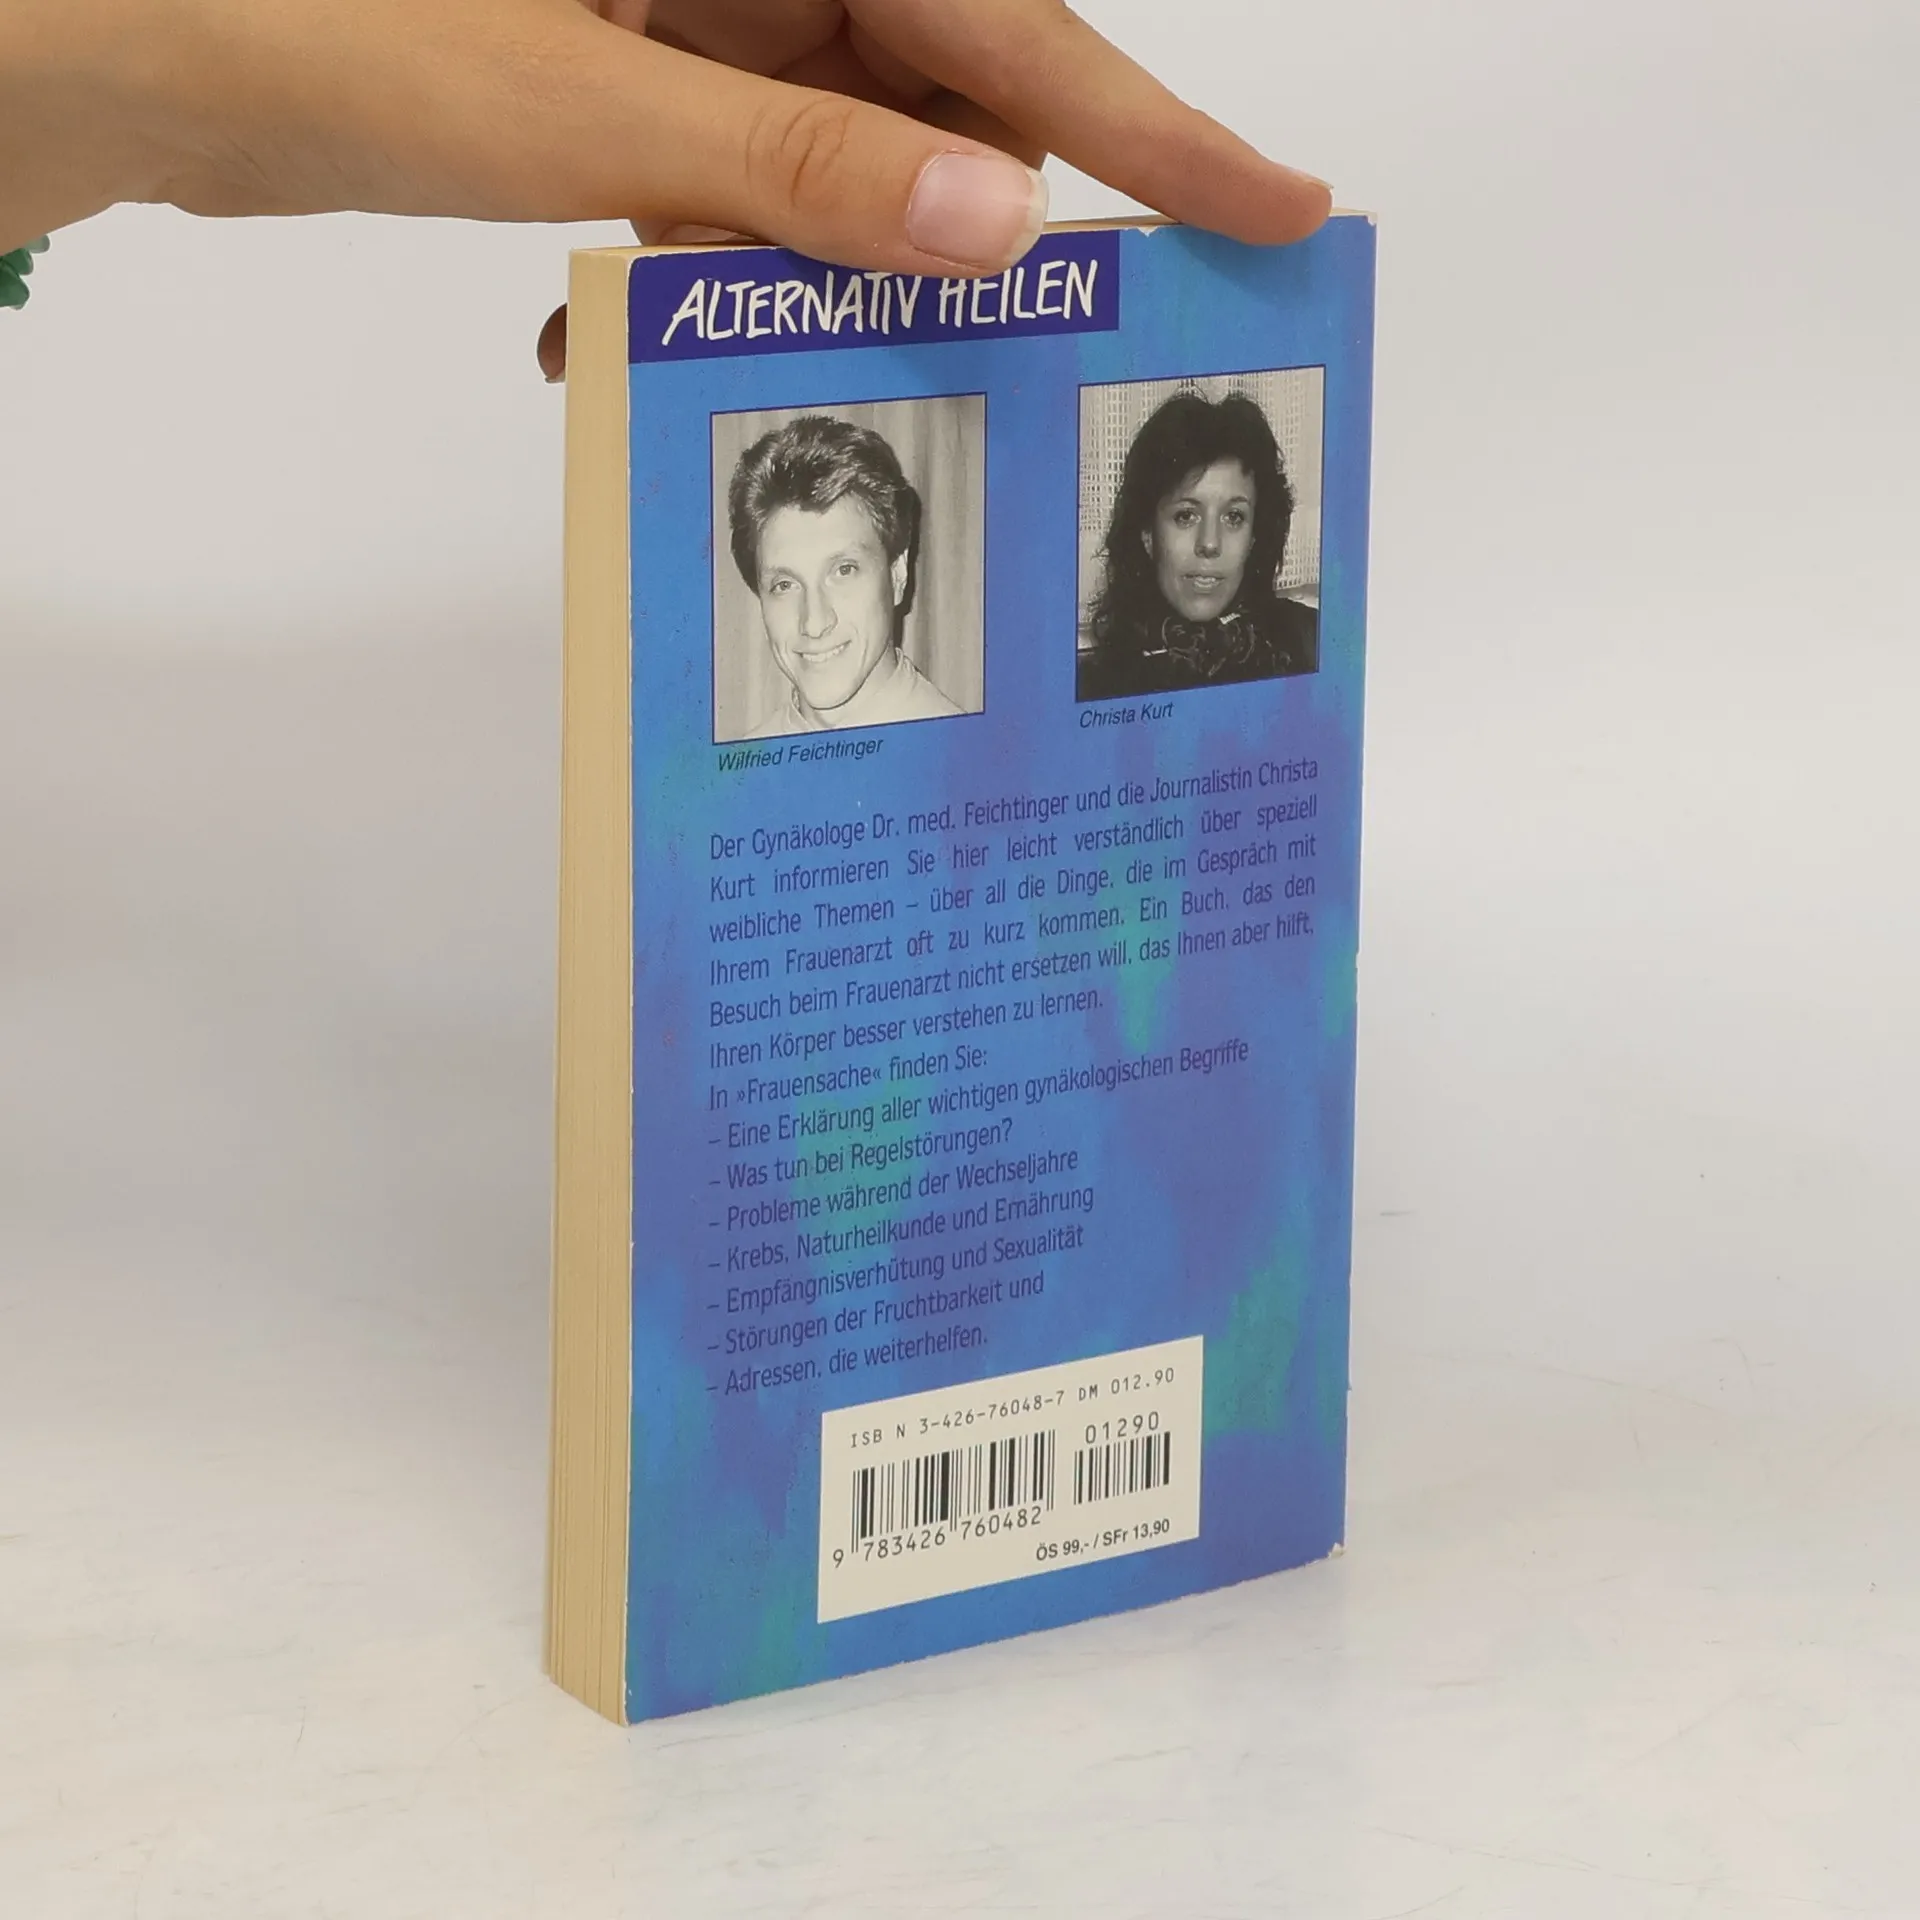 ALTERNATIV HEILEN
Wilfried Feichtinger
Christa Kurt
Der Gynäkologe Dr. med. Feichtinger und die Journalistin Christa
Kurt informieren Sie hier leicht verständlich über speziell
weibliche Themen – über all die Dinge, die im Gespräch mit
Ihrem Frauenarzt oft zu kurz kommen. Ein Buch, das den
Besuch beim Frauenarzt nicht ersetzen will, das Ihnen aber hilft,
Ihren Körper besser verstehen zu lernen.
In »Frauensache« finden Sie:
– Eine Erklärung aller wichtigen gynäkologischen Begriffe
– Was tun bei Regelstörungen?
– Probleme während der Wechseljahre
– Krebs, Naturheilkunde und Ernährung
– Empfängnisverhütung und Sexualität
– Störungen der Fruchtbarkeit und
– Adressen, die weiterhelfen.
ISB N 3-426-76048-7 DM 012.90
01290
9 783426 760482
ÖS 99,- / SFr 13,90